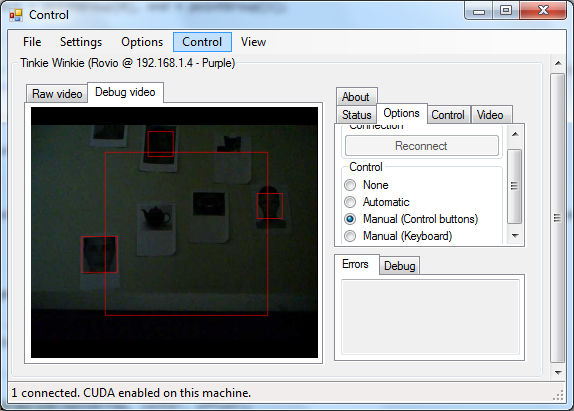 Control
File Settings Options Control View
Tinkie Winkie (Rovio @ 192.168.1.4 - Purple)
Raw video Debug video
About
Status Options Control Video
Connection
Reconnect
Control
None
Automatic
Manual (Control buttons)
Manual (Keyboard)
Errors Debug
1 connected. CUDA enabled on this machine.